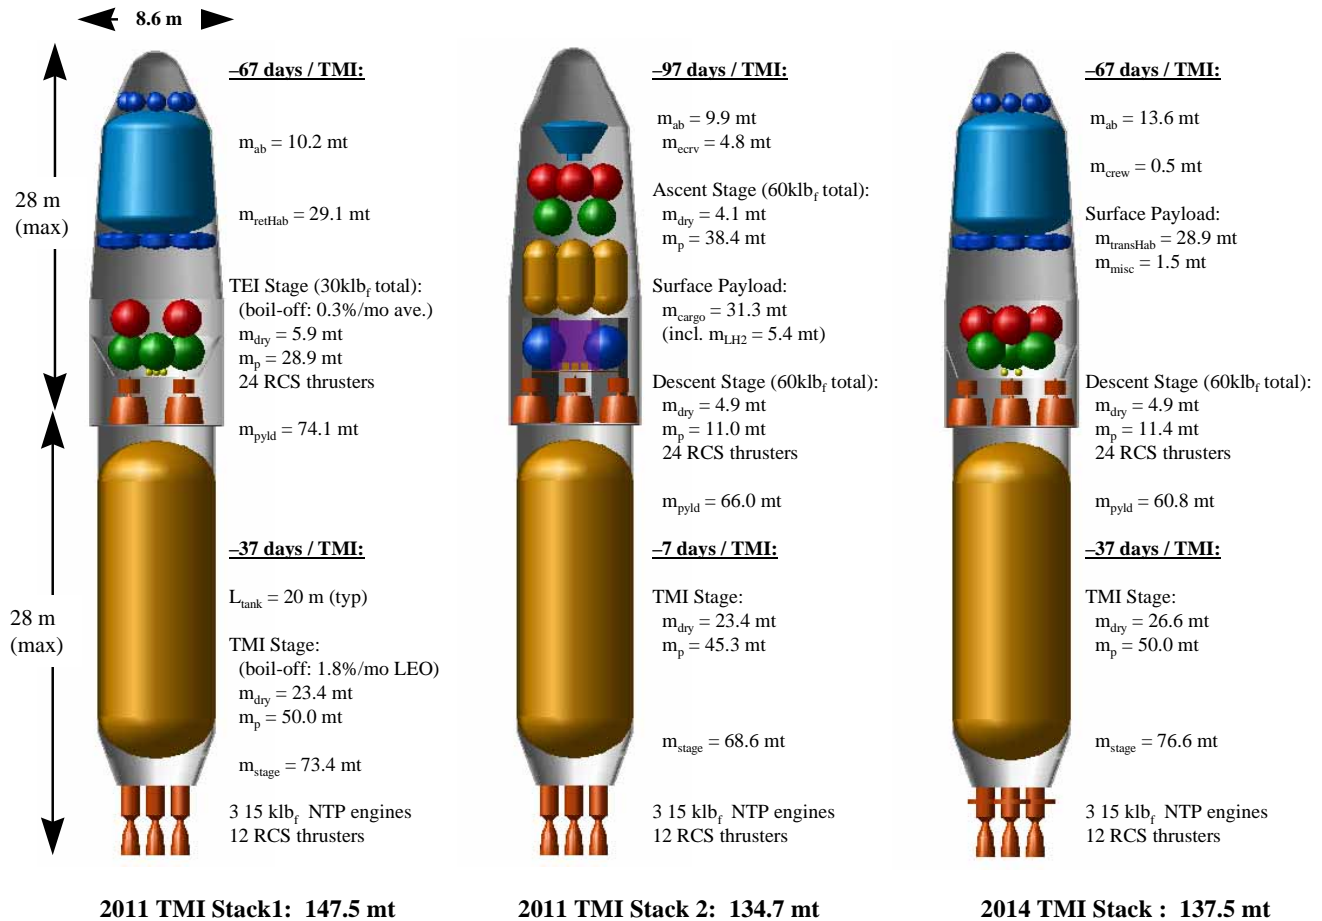 8.6 m
28 m
(max)
28 m
(max)
–67 days / TMI:
m_ab = 10.2 mt
m_retHab = 29.1 mt
TEI Stage (30klb_f total):
(boil-off: 0.3%/mo ave.)
m_dry = 5.9 mt
m_p = 28.9 mt
24 RCS thrusters
m_pyld = 74.1 mt
–37 days / TMI:
L_tank = 20 m (typ)
TMI Stage:
(boil-off: 1.8%/mo LEO)
m_dry = 23.4 mt
m_p = 50.0 mt
m_stage = 73.4 mt
3 15 klb_f NTP engines
12 RCS thrusters
2011 TMI Stack1: 147.5 mt
–97 days / TMI:
m_ab = 9.9 mt
m_ecrv = 4.8 mt
Ascent Stage (60klb_f total):
m_dry = 4.1 mt
m_p = 38.4 mt
Surface Payload:
m_cargo = 31.3 mt
(incl. m_LH2 = 5.4 mt)
Descent Stage (60klb_f total):
m_dry = 4.9 mt
m_p = 11.0 mt
24 RCS thrusters
m_pyld = 66.0 mt
–7 days / TMI:
TMI Stage:
m_dry = 23.4 mt
m_p = 45.3 mt
m_stage = 68.6 mt
3 15 klb_f NTP engines
12 RCS thrusters
2011 TMI Stack 2: 134.7 mt
–67 days / TMI:
m_ab = 13.6 mt
m_crew = 0.5 mt
Surface Payload:
m_transHab = 28.9 mt
m_misc = 1.5 mt
Descent Stage (60klb_f total):
m_dry = 4.9 mt
m_p = 11.4 mt
24 RCS thrusters
m_pyld = 60.8 mt
–37 days / TMI:
TMI Stage:
m_dry = 26.6 mt
m_p = 50.0 mt
m_stage = 76.6 mt
3 15 klb_f NTP engines
12 RCS thrusters
2014 TMI Stack : 137.5 mt